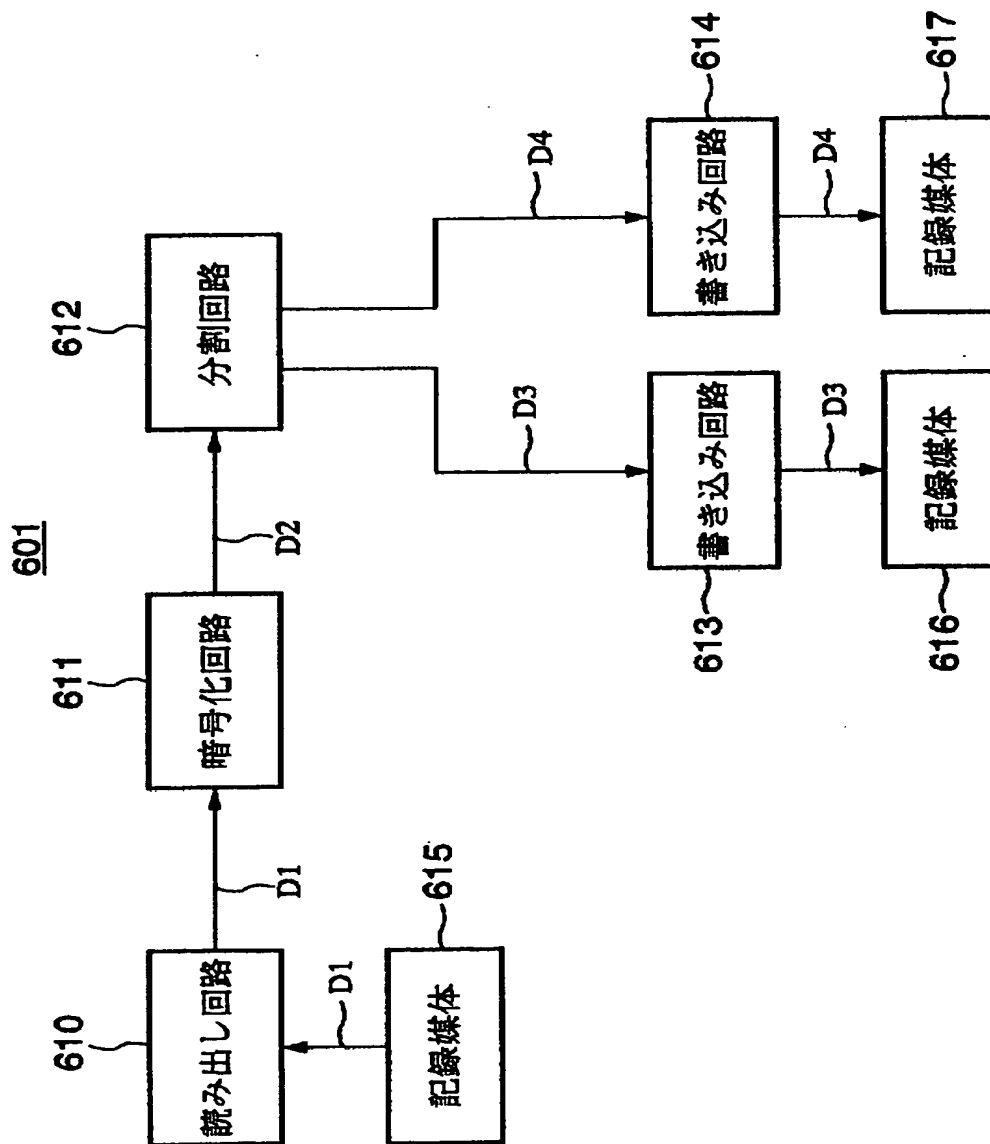 601
610
読み出し回路
D1
611
暗号化回路
D2
612
分割回路
D1
615
記録媒体
D3
D4
613
書き込み回路
614
書き込み回路
D3
D4
616
記録媒体
617
記録媒体